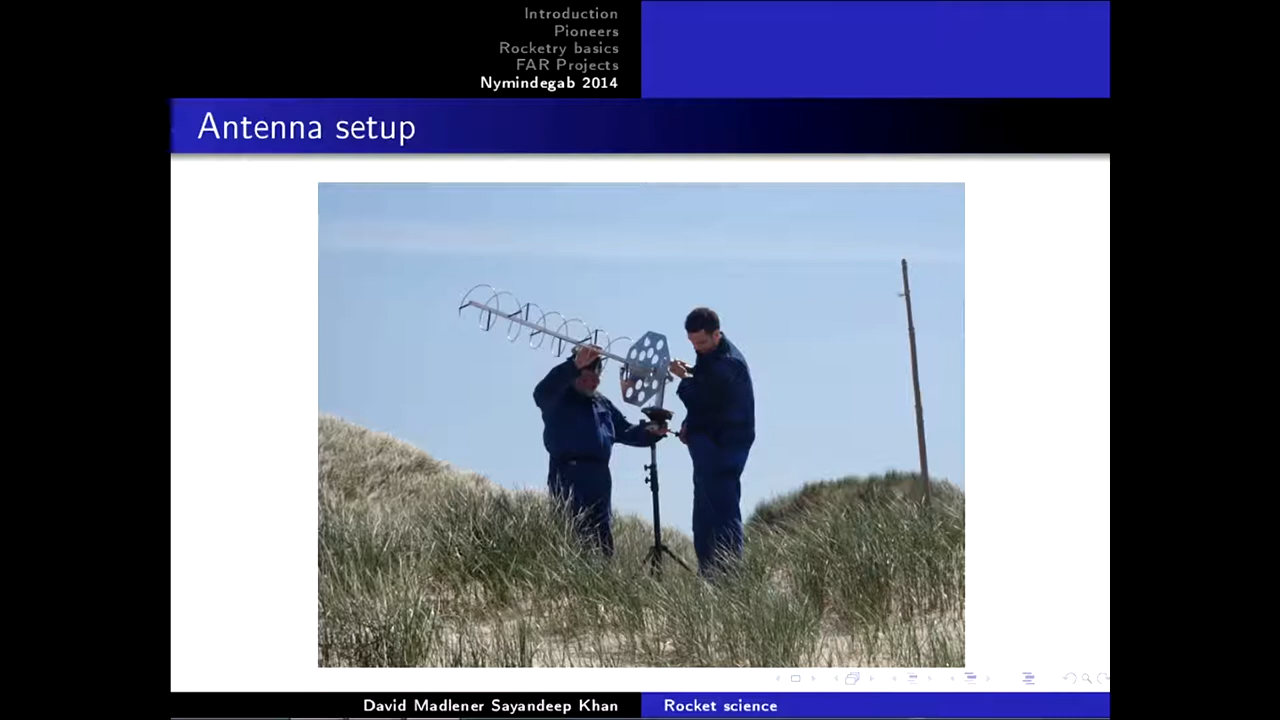 Introduction
Pioneers
Rocketry basics
FAR Projects
Nymindegab 2014
Antenna setup
David Madlener Sayandeep Khan
Rocket science